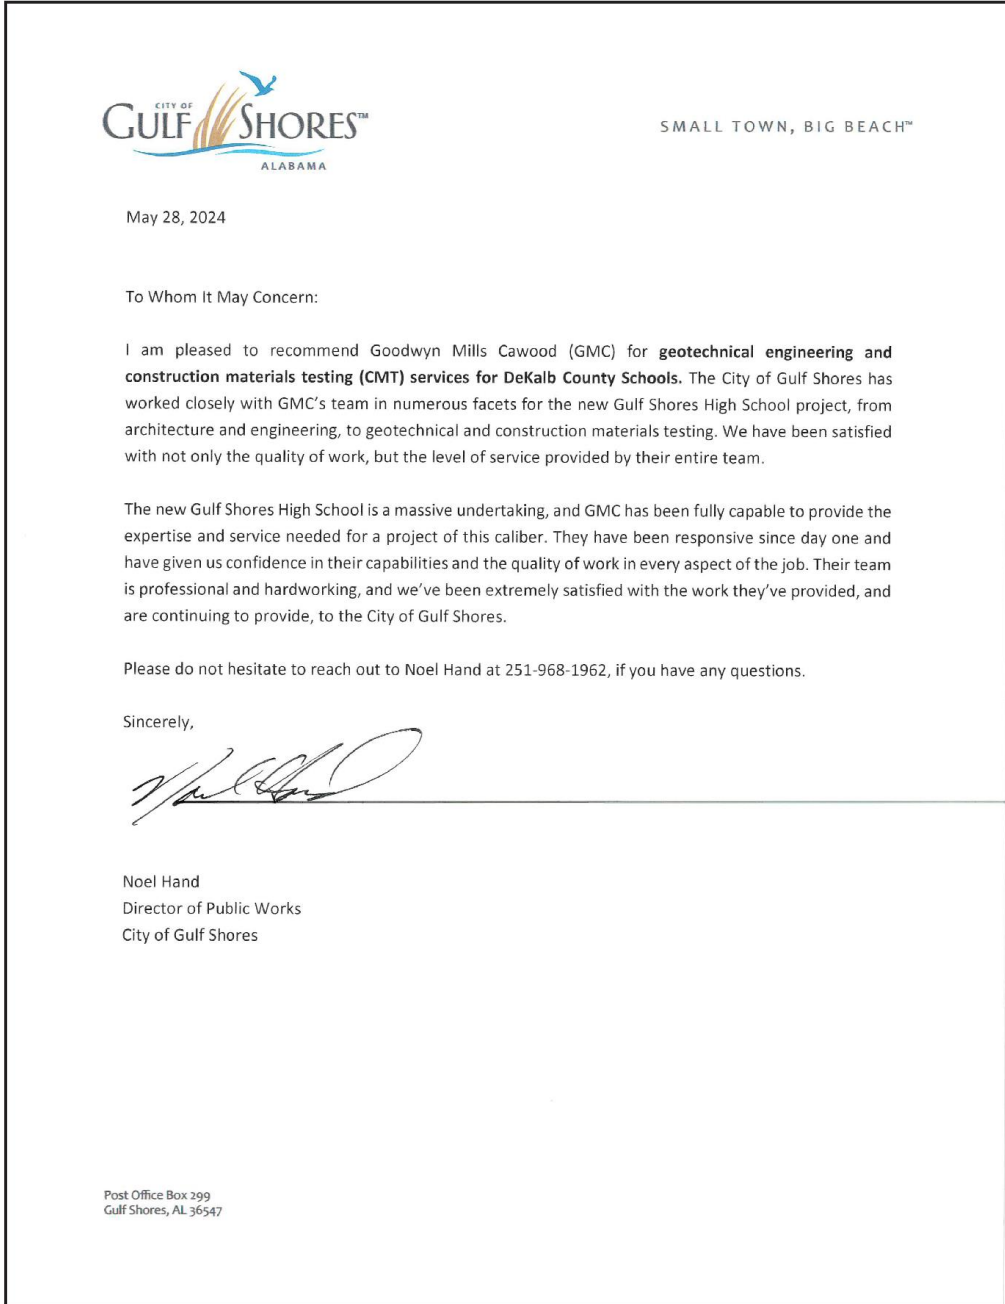 CITY OF
GULF SHORES™
ALABAMA
SMALL TOWN, BIG BEACH™
May 28, 2024
To Whom It May Concern:
I am pleased to recommend Goodwyn Mills Cawood (GMC) for geotechnical engineering and
construction materials testing (CMT) services for DeKalb County Schools. The City of Gulf Shores has
worked closely with GMC's team in numerous facets for the new Gulf Shores High School project, from
architecture and engineering, to geotechnical and construction materials testing. We have been satisfied
with not only the quality of work, but the level of service provided by their entire team.
The new Gulf Shores High School is a massive undertaking, and GMC has been fully capable to provide the
expertise and service needed for a project of this caliber. They have been responsive since day one and
have given us confidence in their capabilities and the quality of work in every aspect of the job. Their team
is professional and hardworking, and we've been extremely satisfied with the work they've provided, and
are continuing to provide, to the City of Gulf Shores.
Please do not hesitate to reach out to Noel Hand at 251-968-1962, if you have any questions.
Sincerely,
Noel Hand
Noel Hand
Director of Public Works
City of Gulf Shores
Post Office Box 299
Gulf Shores, AL 36547